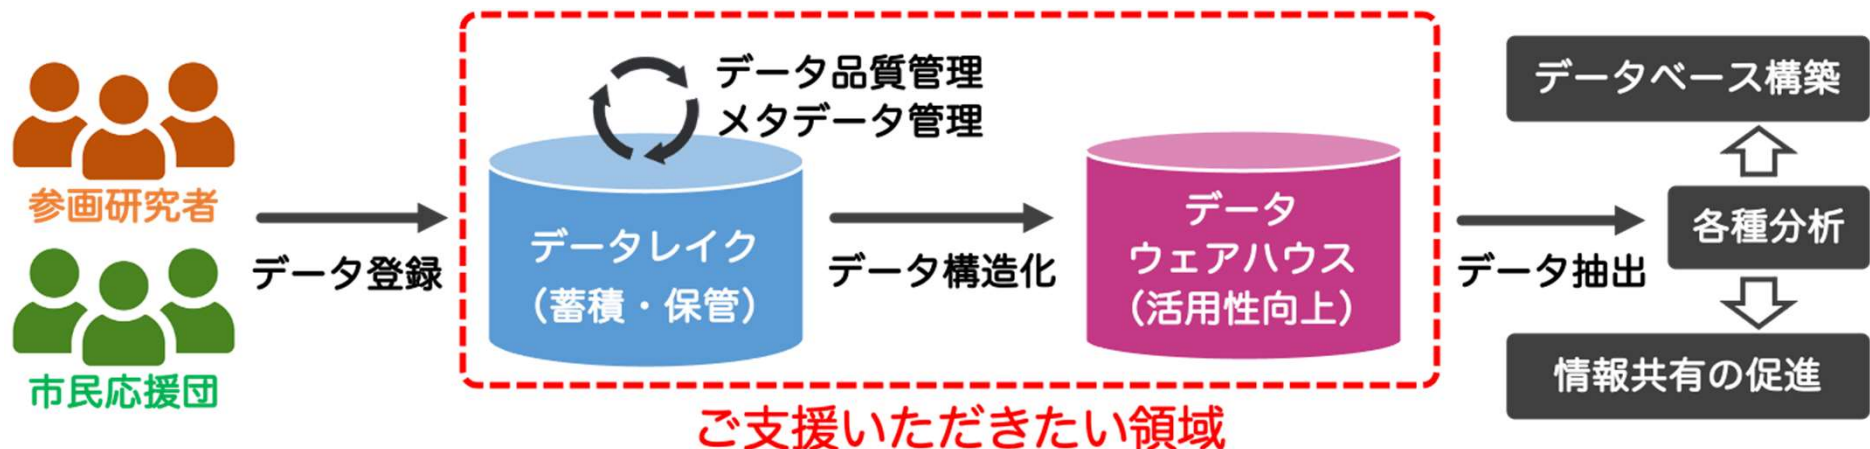 参画研究者
市民応援団
データ登録
データ品質管理
メタデータ管理
データレイク
（蓄積・保管）
データ構造化
データ
ウェアハウス
（活用性向上）
ご支援いただきたい領域
データ抽出
データベース構築
各種分析
情報共有の促進